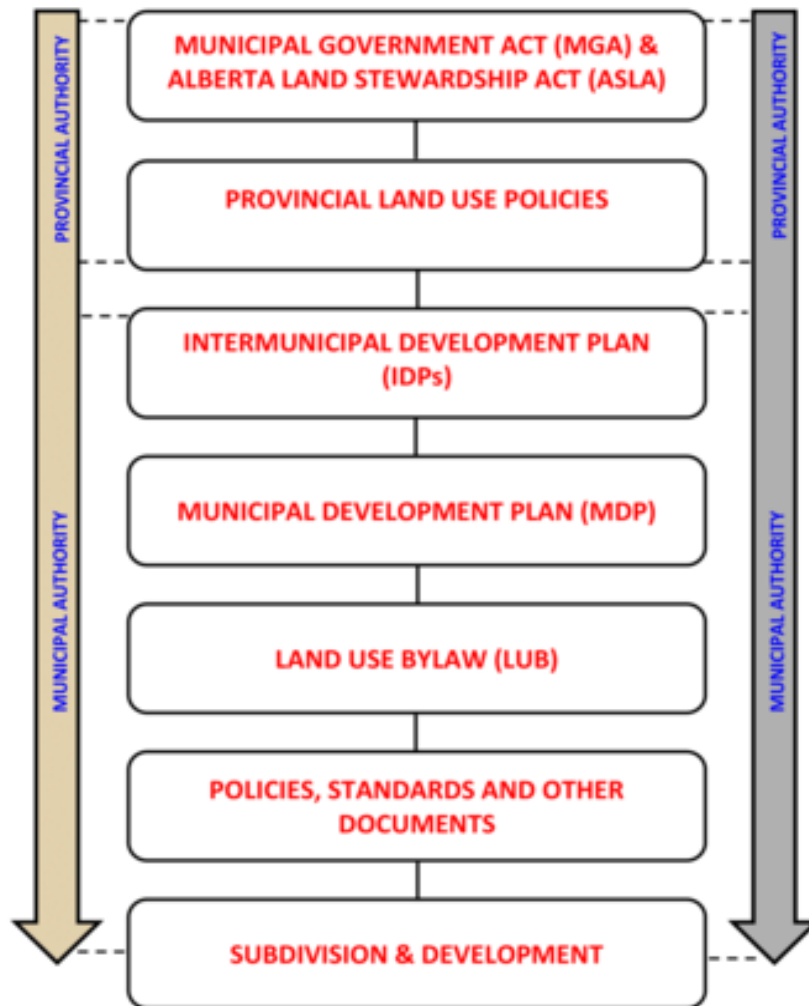 MUNICIPAL GOVERNMENT ACT (MGA) &
ALBERTA LAND STEWARDSHIP ACT (ASLA)
PROVINCIAL AUTHORITY
PROVINCIAL AUTHORITY
PROVINCIAL LAND USE POLICIES
INTERMUNICIPAL DEVELOPMENT PLAN
(IDPs)
MUNICIPAL DEVELOPMENT PLAN (MDP)
MUNICIPAL AUTHORITY
MUNICIPAL AUTHORITY
LAND USE BYLAW (LUB)
POLICIES, STANDARDS AND OTHER
DOCUMENTS
SUBDIVISION & DEVELOPMENT